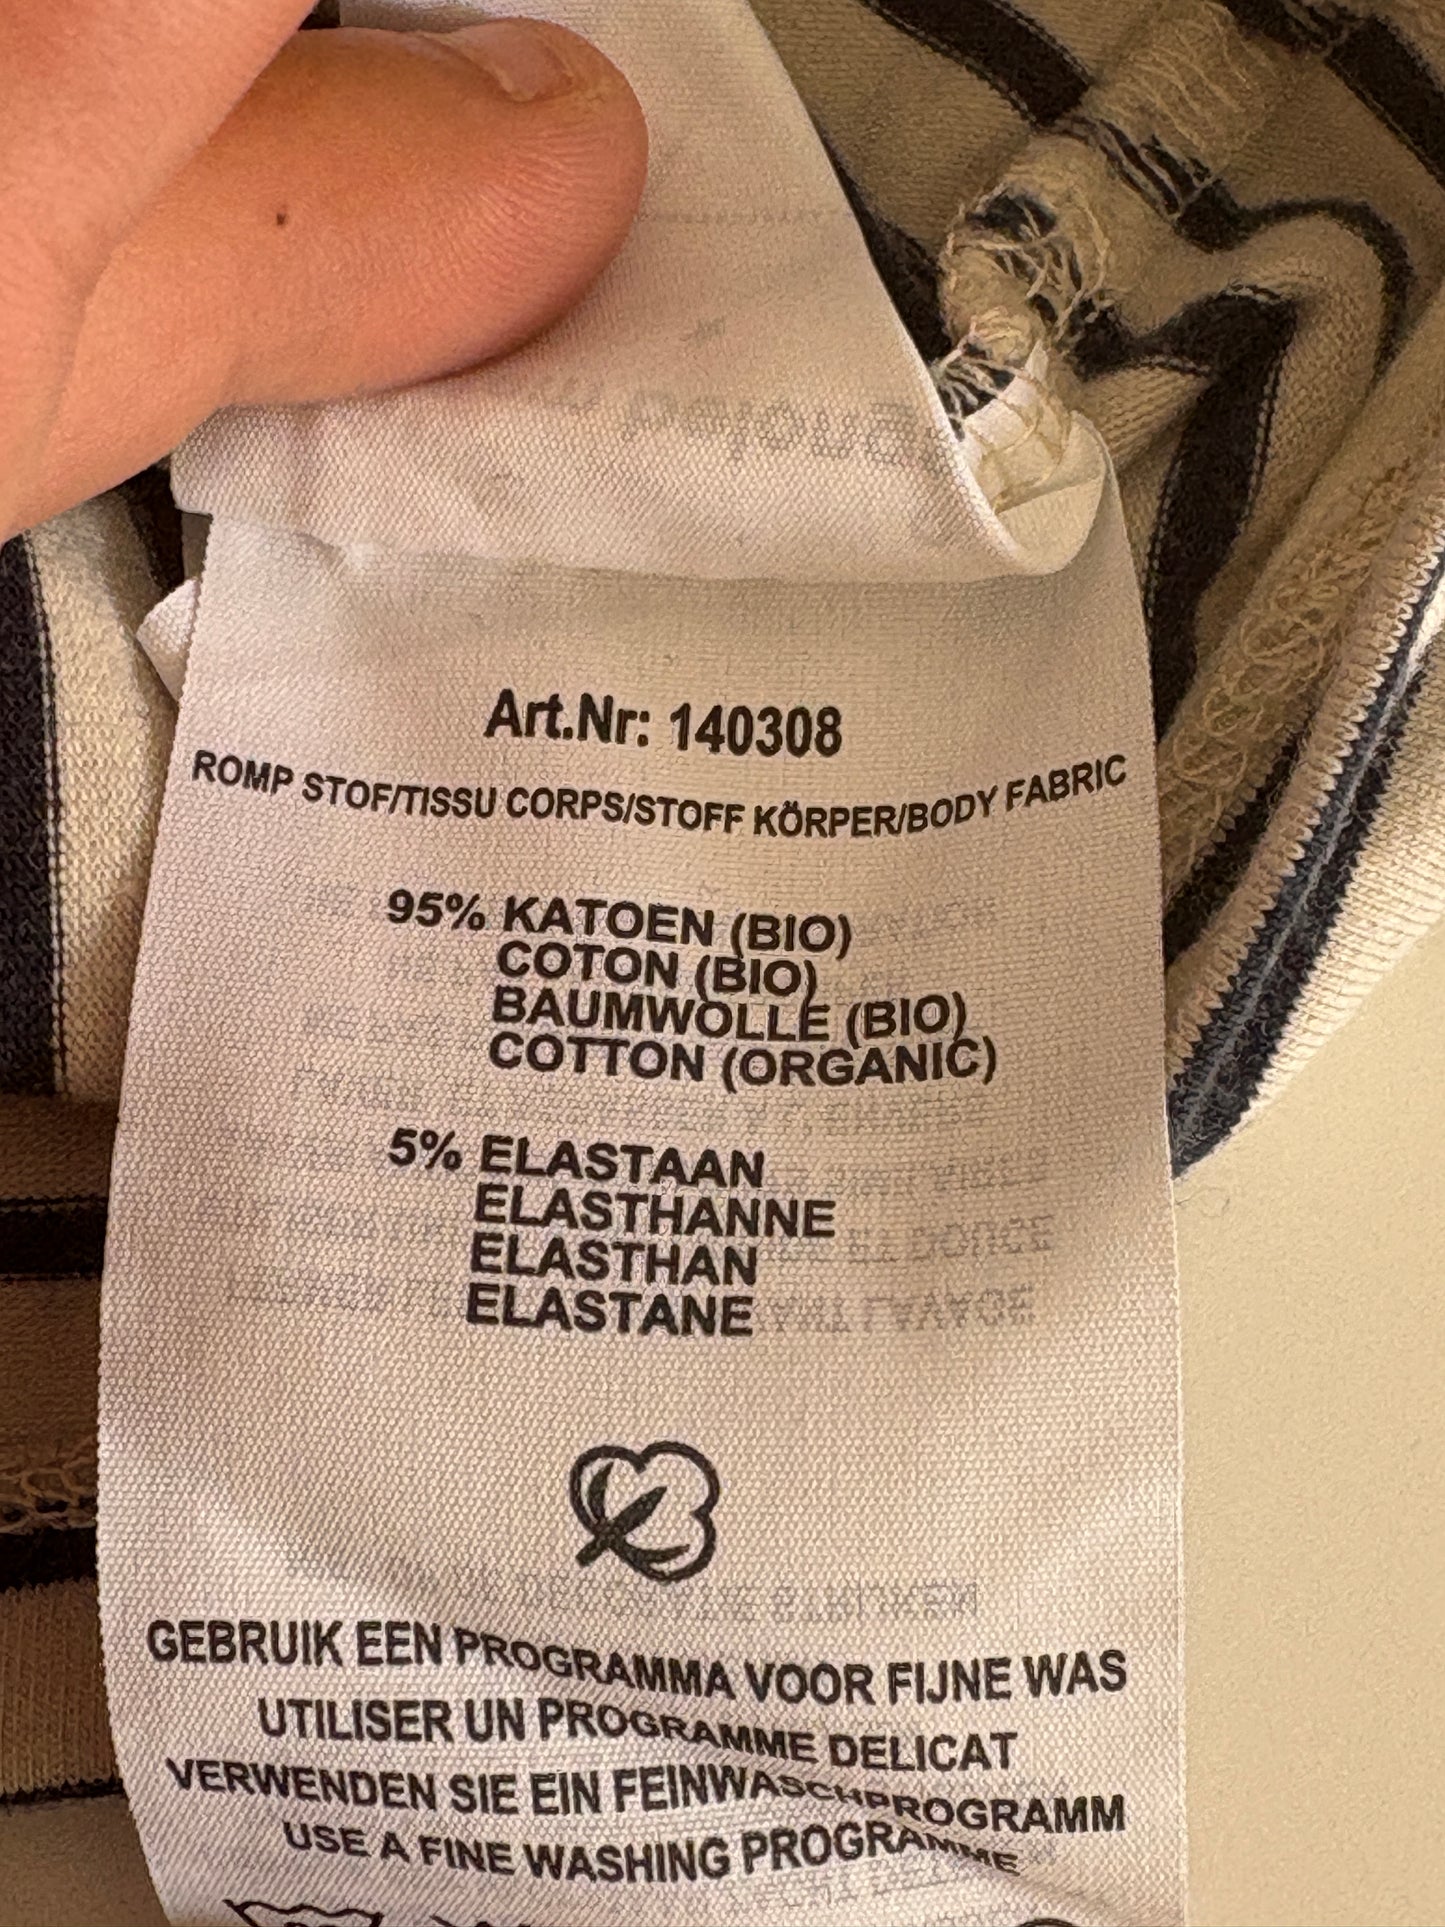 Art.Nr: 140308
ROMP STOF/TISSU CORPS/STOFF KÖRPER/BODY FABRIC
95% KATOEN (BIO)
COTON (BIO)
BAUMWOLLE (BIO)
COTTON (ORGANIC)
5% ELASTAAN
ELASTHANNE
ELASTHAN
ELASTANE
GEBRUIK EEN PROGRAMMA VOOR FIJNE WAS
UTILISER UN PROGRAMME DELICAT
VERWENDEN SIE EIN FEINWASCHPROGRAMM
USE A FINE WASHING PROGRAMME